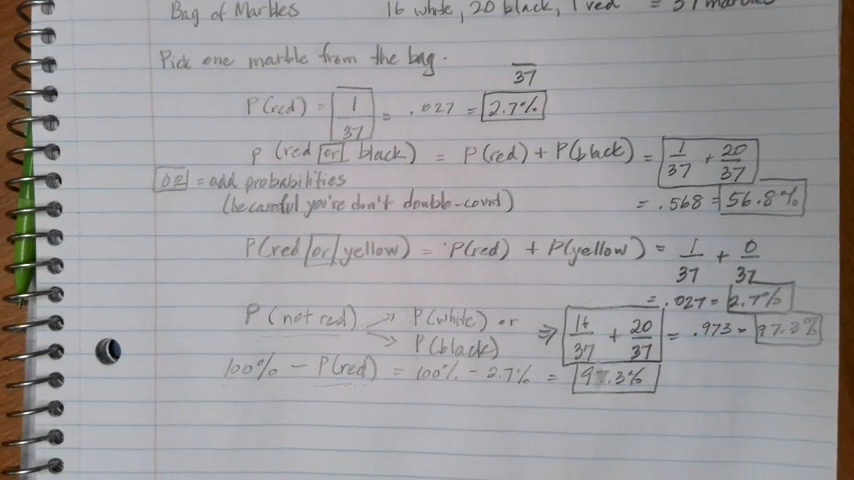 Bag of Marbles 16 white, 20 black, 1 red = 37 marbles
Pick one marble from the bag.
37
P(red) = 1/37 = .027 = 2.7%
P(red or black) = P(red) + P(black) = 1/37 + 20/37
OR = add probabilities
(be careful you're don't double-count) = .568 = 56.8%
P(red or yellow) = P(red) + P(yellow) = 1/37 + 0/37
= .027 = 2.7%
P(not red) P(white) or ⇒ 16/37 + 20/37 = .973 = 97.3%
P(black)
100% - P(red) = 100% - 2.7% = 97.3%